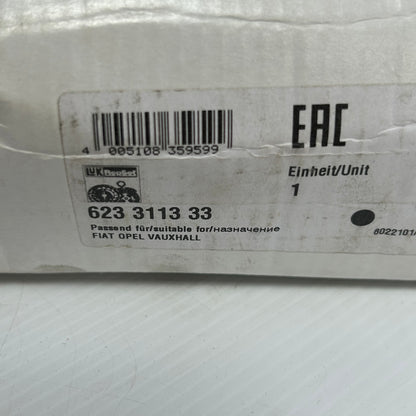 EAC
4 005108 359599
LuK RepSet
Einheit/Unit
1
623 3113 33
Passend für/suitable for/назначение
FIAT OPEL VAUXHALL